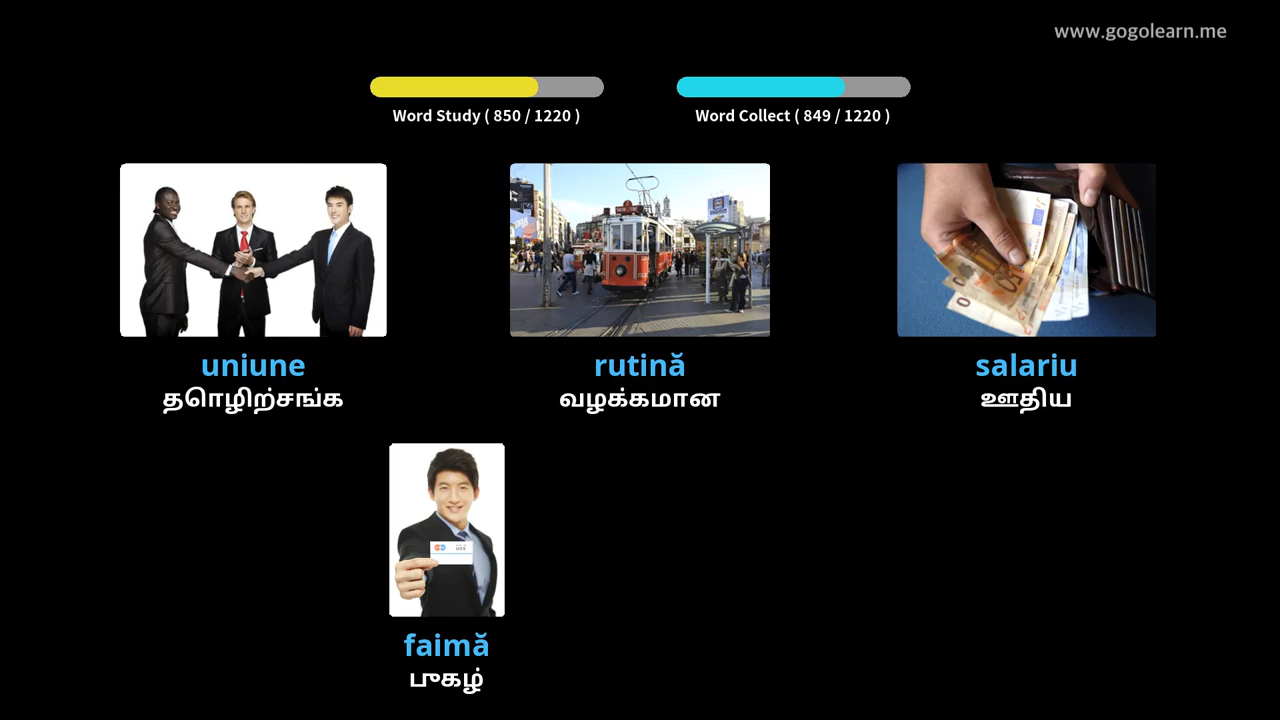 www.gogolearn.me
Word Study ( 850 / 1220 )
Word Collect ( 849 / 1220 )
uniune
தொழிற்சங்க
rutină
வழக்கமான
salariu
ஊதிய
faimă
புகழ்